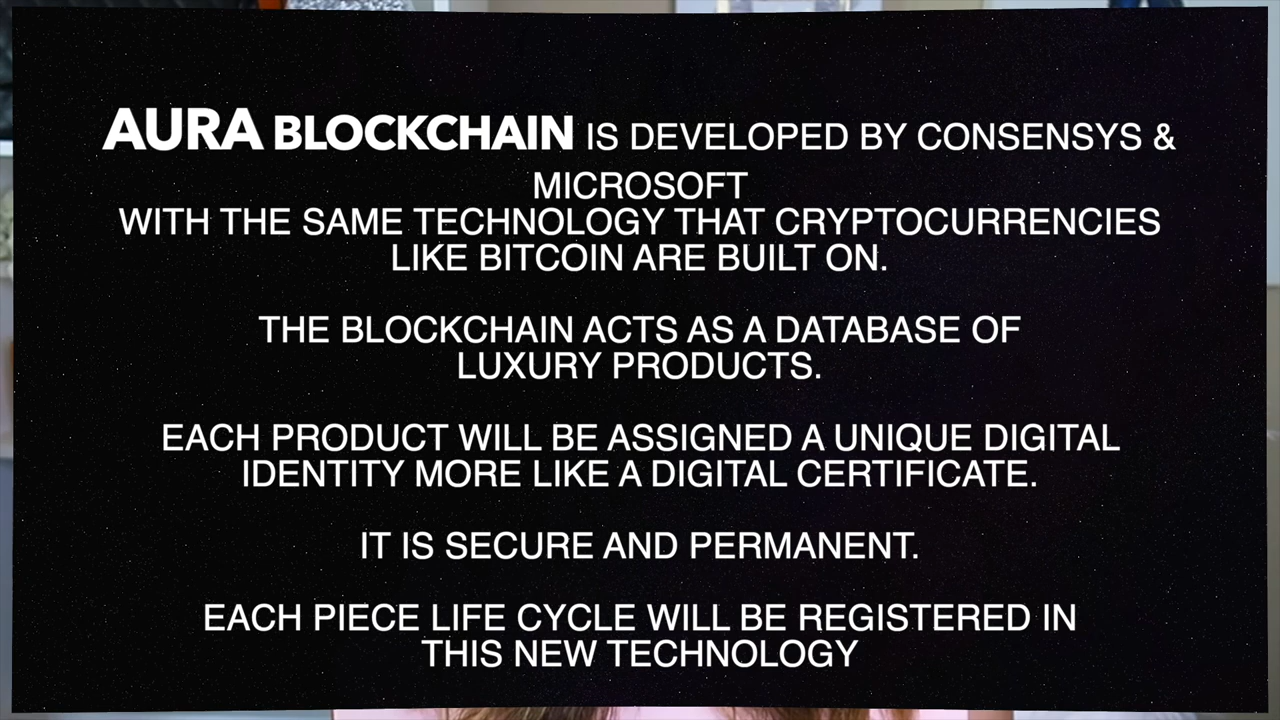 AURA BLOCKCHAIN IS DEVELOPED BY CONSENSYS &
MICROSOFT
WITH THE SAME TECHNOLOGY THAT CRYPTOCURRENCIES
LIKE BITCOIN ARE BUILT ON.
THE BLOCKCHAIN ACTS AS A DATABASE OF
LUXURY PRODUCTS.
EACH PRODUCT WILL BE ASSIGNED A UNIQUE DIGITAL
IDENTITY MORE LIKE A DIGITAL CERTIFICATE.
IT IS SECURE AND PERMANENT.
EACH PIECE LIFE CYCLE WILL BE REGISTERED IN
THIS NEW TECHNOLOGY